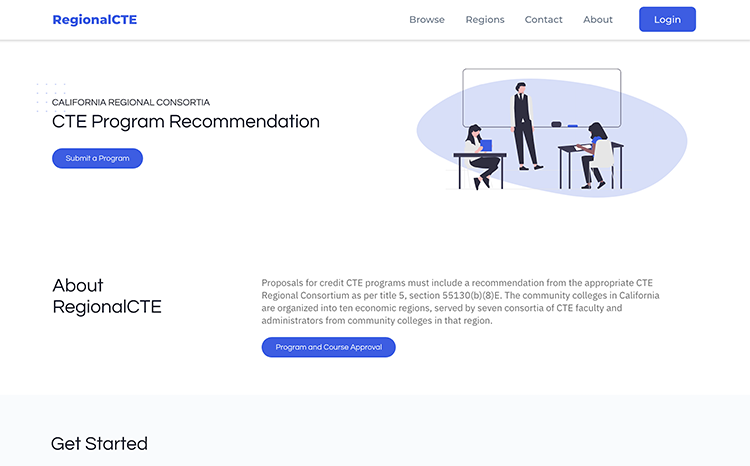 RegionalCTE
Browse
Regions
Contact
About
Login
CALIFORNIA REGIONAL CONSORTIA
CTE Program Recommendation
Submit a Program
About
RegionalCTE
Proposals for credit CTE programs must include a recommendation from the appropriate CTE
Regional Consortium as per title 5, section 55130(b)(8)E. The community colleges in California
are organized into ten economic regions, served by seven consortia of CTE faculty and
administrators from community colleges in that region.
Program and Course Approval
Get Started